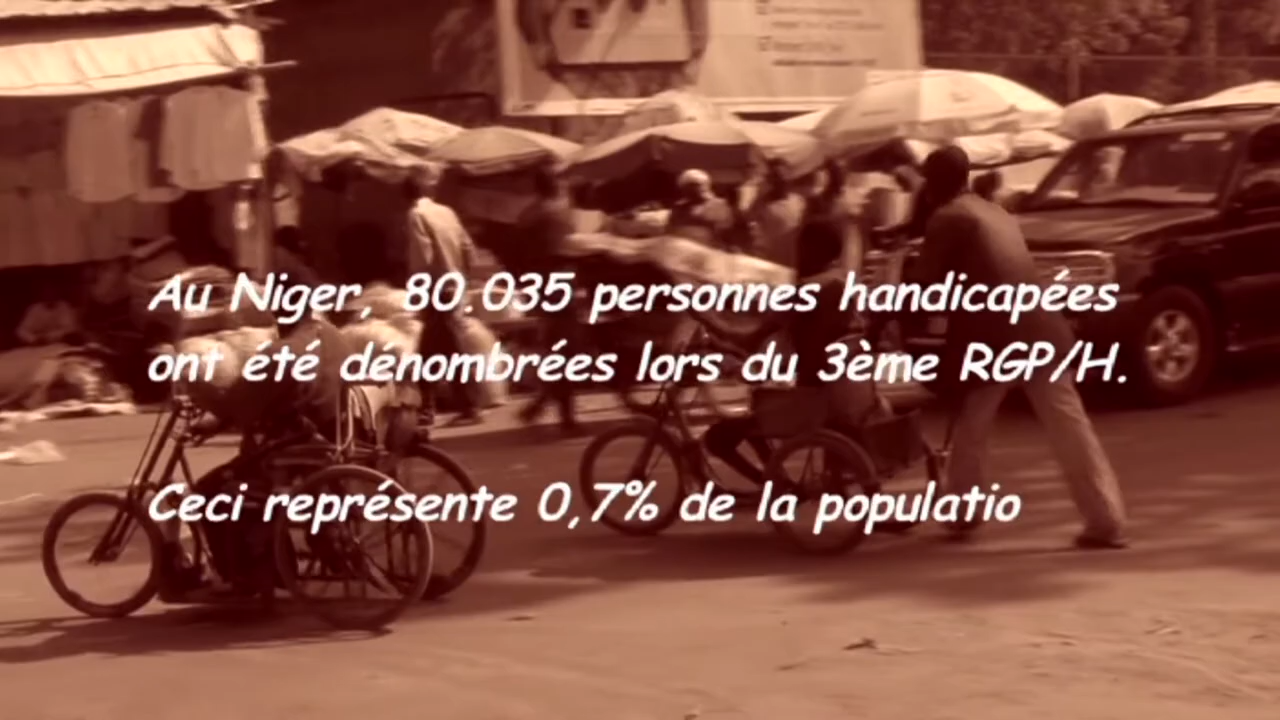 Au Niger, 80.035 personnes handicapées
ont été dénombrées lors du 3ème RGP/H.
Ceci représente 0,7% de la populatio